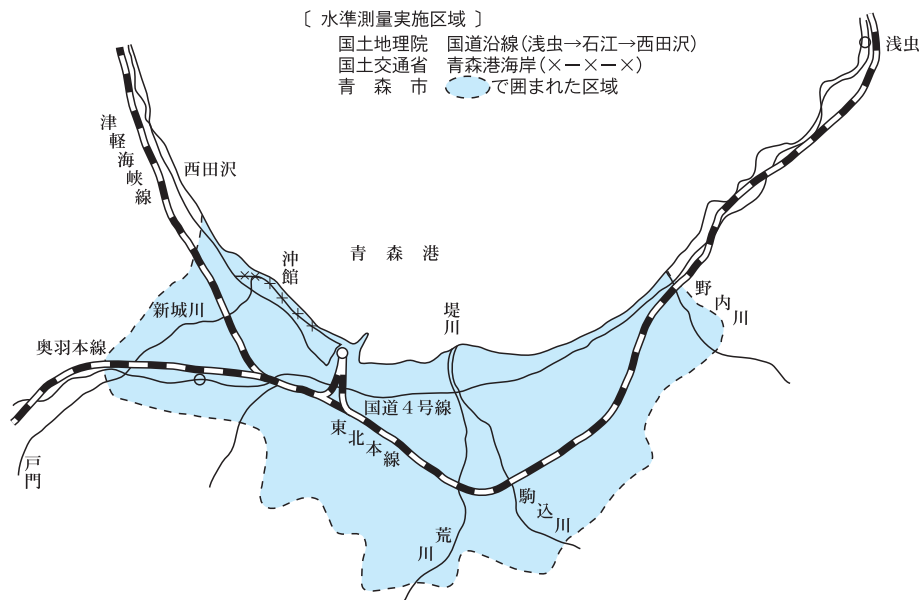 〔 水準測量実施区域 〕
国土地理院 国道沿線(浅虫→石江→西田沢)
国土交通省 青森港海岸(×−×−×)
青森市 で囲まれた区域
浅虫
津軽海峡線
西田沢
青森港
沖館
新城川
堤川
野内川
奥羽本線
国道4号線
東北本線
戸門
駒込川
荒川